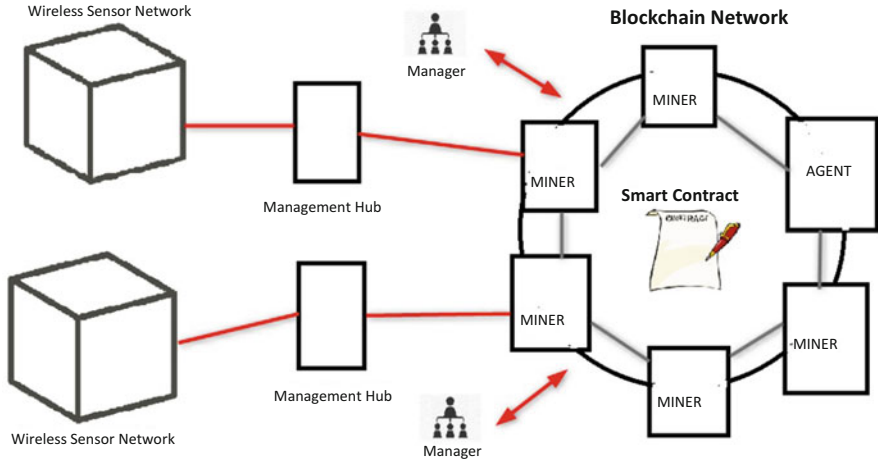 Wireless Sensor Network
Blockchain Network
Manager
MINER
MINER
AGENT
Management Hub
Smart Contract
CONTRACT
MINER
MINER
MINER
Management Hub
Manager
Wireless Sensor Network